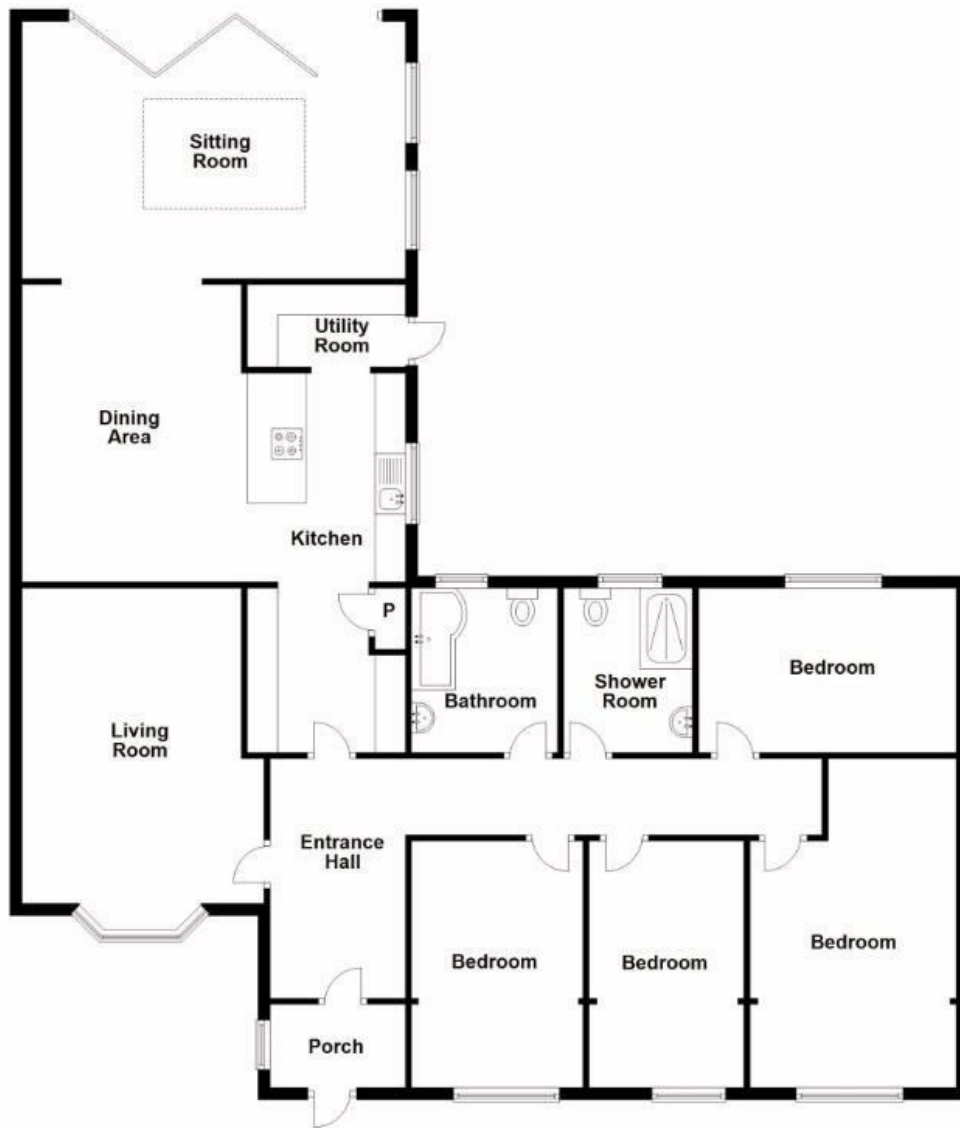 Sitting
Room
Utility
Room
Dining
Area
Kitchen
P
Bedroom
Shower
Room
Bathroom
Living
Room
Entrance
Hall
Bedroom
Bedroom
Bedroom
Porch